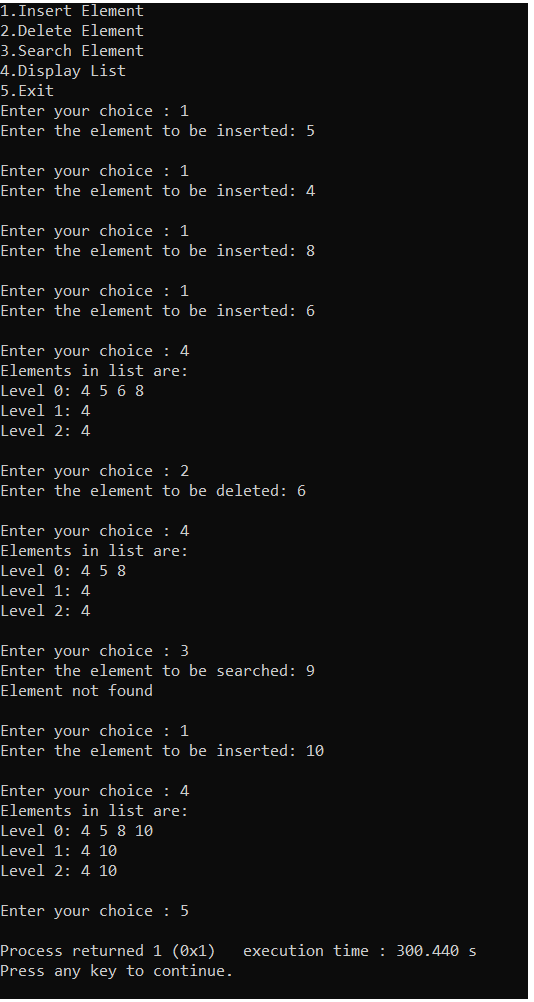 1.Insert Element
2.Delete Element
3.Search Element
4.Display List
5.Exit
Enter your choice : 1
Enter the element to be inserted: 5
Enter your choice : 1
Enter the element to be inserted: 4
Enter your choice : 1
Enter the element to be inserted: 8
Enter your choice : 1
Enter the element to be inserted: 6
Enter your choice : 4
Elements in list are:
Level 0: 4 5 6 8
Level 1: 4
Level 2: 4
Enter your choice : 2
Enter the element to be deleted: 6
Enter your choice : 4
Elements in list are:
Level 0: 4 5 8
Level 1: 4
Level 2: 4
Enter your choice : 3
Enter the element to be searched: 9
Element not found
Enter your choice : 1
Enter the element to be inserted: 10
Enter your choice : 4
Elements in list are:
Level 0: 4 5 8 10
Level 1: 4 10
Level 2: 4 10
Enter your choice : 5
Process returned 1 (0x1)   execution time : 300.440 s
Press any key to continue.